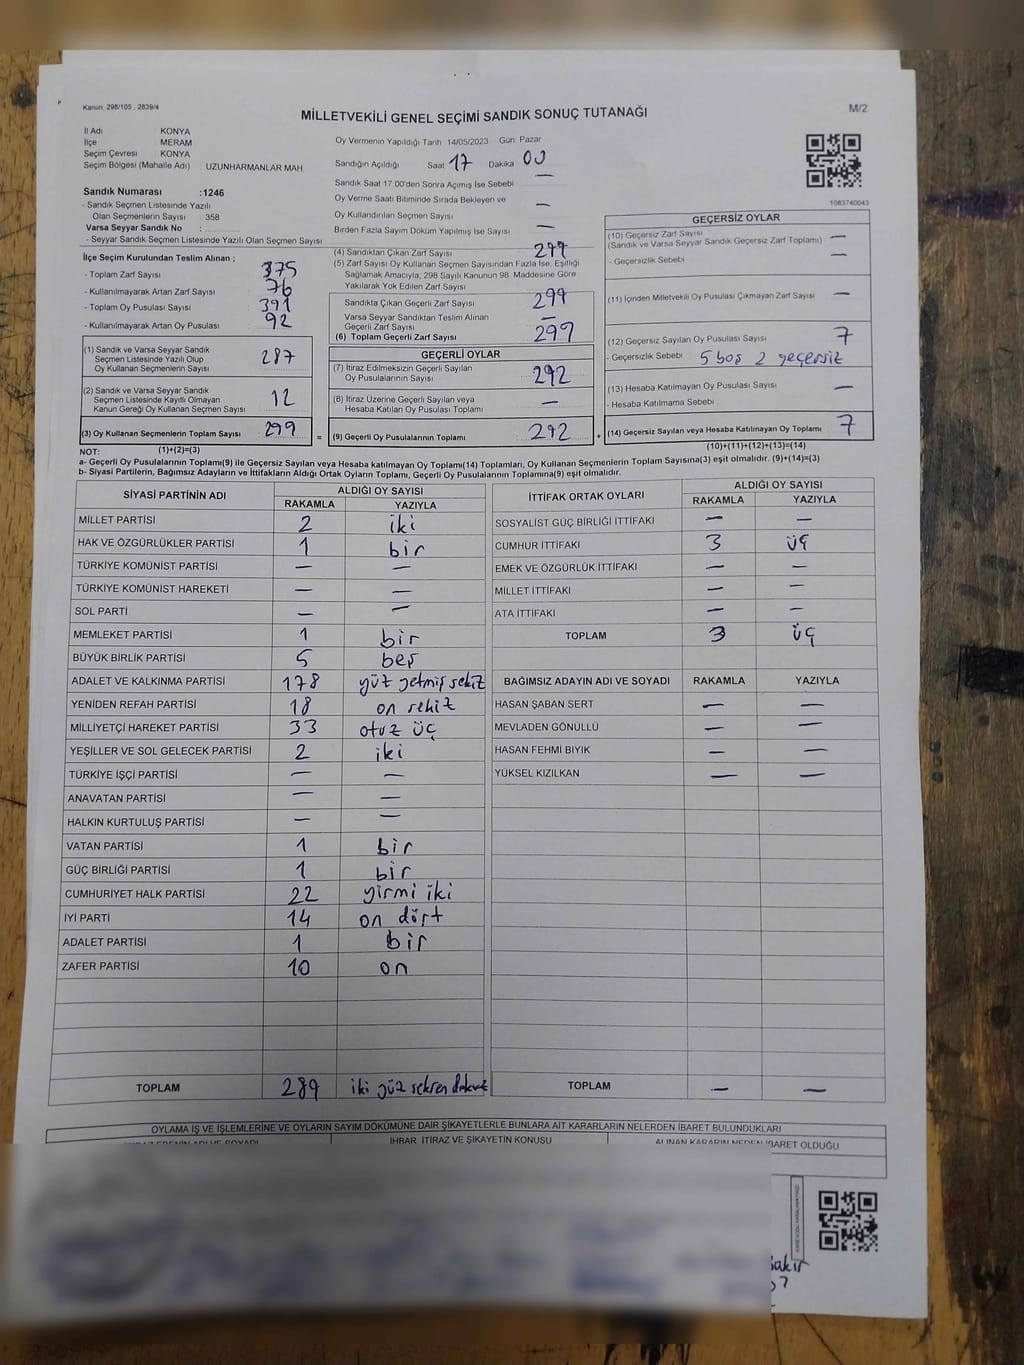 Kanun; 298/105 , 2839/4
MİLLETVEKİLİ GENEL SEÇİMİ SANDIK SONUÇ TUTANAĞI
M/2
İl Adı KONYA
İlçe MERAM
Seçim Çevresi KONYA
Seçim Bölgesi (Mahalle Adı) UZUNHARMANLAR MAH
Oy Vermenin Yapıldığı Tarih 14/05/2023 Gün Pazar
Sandığın Açıldığı Saat 17 Dakika 00
Sandık Saat 17 00'den Sonra Açılmış İse Sebebi —
Oy Verme Saati Bitiminde Sırada Bekleyen ve
Oy Kullandırılan Seçmen Sayısı —
Birden Fazla Sayım Döküm Yapılmış İse Sayısı —
1083740043
Sandık Numarası :1246
- Sandık Seçmen Listesinde Yazılı
Olan Seçmenlerin Sayısı : 358
Varsa Seyyar Sandık No :
- Seyyar Sandık Seçmen Listesinde Yazılı Olan Seçmen Sayısı
İlçe Seçim Kurulundan Teslim Alınan ;
- Toplam Zarf Sayısı 375
- Kullanılmayarak Artan Zarf Sayısı 76
- Toplam Oy Pusulası Sayısı 391
- Kullanılmayarak Artan Oy Pusulası 92
(1) Sandık ve Varsa Seyyar Sandık
Seçmen Listesinde Yazılı Olup
Oy Kullanan Seçmenlerin Sayısı 287
(2) Sandık ve Varsa Seyyar Sandık
Seçmen Listesinde Kayıtlı Olmayan
Kanun Gereği Oy Kullanan Seçmen Sayısı 12
(3) Oy Kullanan Seçmenlerin Toplam Sayısı 299
(1)+(2)=(3)
(4) Sandıktan Çıkan Zarf Sayısı 299
(5) Zarf Sayısı Oy Kullanan Seçmen Sayısından Fazla İse, Eşitliği
Sağlamak Amacıyla, 298 Sayılı Kanunun 98. Maddesine Göre
Yakılarak Yok Edilen Zarf Sayısı
Sandıkta Çıkan Geçerli Zarf Sayısı 299
Varsa Seyyar Sandıktan Teslim Alınan
Geçerli Zarf Sayısı —
(6) Toplam Geçerli Zarf Sayısı 299
GEÇERLİ OYLAR
(7) İtiraz Edilmeksizin Geçerli Sayılan
Oy Pusulalarının Sayısı 292
(8) İtiraz Üzerine Geçerli Sayılan veya
Hesaba Katılan Oy Pusulası Toplamı —
= (9) Geçerli Oy Pusulalarının Toplamı 292
GEÇERSİZ OYLAR
(10) Geçersiz Zarf Sayısı —
(Sandık ve Varsa Seyyar Sandık Geçersiz Zarf Toplamı)
- Geçersizlik Sebebi —
(11) İçinden Milletvekili Oy Pusulası Çıkmayan Zarf Sayısı —
(12) Geçersiz Sayılan Oy Pusulası Sayısı 7
- Geçersizlik Sebebi 5 boş 2 geçersiz
(13) Hesaba Katılmayan Oy Pusulası Sayısı —
- Hesaba Katılmama Sebebi
+ (14) Geçersiz Sayılan veya Hesaba Katılmayan Oy Toplamı 7
(10)+(11)+(12)+(13)=(14)
NOT:
a- Geçerli Oy Pusulalarının Toplamı(9) ile Geçersiz Sayılan veya Hesaba katılmayan Oy Toplamı(14) Toplamları, Oy Kullanan Seçmenlerin Toplam Sayısına(3) eşit olmalıdır. (9)+(14)=(3)
b- Siyasi Partilerin, Bağımsız Adayların ve İttifakların Aldığı Ortak Oyların Toplamı, Geçerli Oy Pusulalarının Toplamına(9) eşit olmalıdır.
SİYASİ PARTİNİN ADI ALDIĞI OY SAYISI
RAKAMLA YAZIYLA
MİLLET PARTİSİ 2 iki
HAK VE ÖZGÜRLÜKLER PARTİSİ 1 bir
TÜRKİYE KOMÜNİST PARTİSİ — —
TÜRKİYE KOMÜNİST HAREKETİ — —
SOL PARTİ — —
MEMLEKET PARTİSİ 1 bir
BÜYÜK BİRLİK PARTİSİ 5 beş
ADALET VE KALKINMA PARTİSİ 178 yüz yetmiş sekiz
YENİDEN REFAH PARTİSİ 18 on sekiz
MİLLİYETÇİ HAREKET PARTİSİ 33 otuz üç
YEŞİLLER VE SOL GELECEK PARTİSİ 2 iki
TÜRKİYE İŞÇİ PARTİSİ — —
ANAVATAN PARTİSİ — —
HALKIN KURTULUŞ PARTİSİ — —
VATAN PARTİSİ 1 bir
GÜÇ BİRLİĞİ PARTİSİ 1 bir
CUMHURİYET HALK PARTİSİ 22 yirmi iki
İYİ PARTİ 14 on dört
ADALET PARTİSİ 1 bir
ZAFER PARTİSİ 10 on
TOPLAM 289 iki yüz seksen dokuz
İTTİFAK ORTAK OYLARI ALDIĞI OY SAYISI
RAKAMLA YAZIYLA
SOSYALİST GÜÇ BİRLİĞİ İTTİFAKI — —
CUMHUR İTTİFAKI 3 üç
EMEK VE ÖZGÜRLÜK İTTİFAKI — —
MİLLET İTTİFAKI — —
ATA İTTİFAKI — —
TOPLAM 3 üç
BAĞIMSIZ ADAYIN ADI VE SOYADI RAKAMLA YAZIYLA
HASAN ŞABAN SERT — —
MEVLADEN GÖNÜLLÜ — —
HASAN FEHMİ BIYIK — —
YÜKSEL KIZILKAN — —
TOPLAM — —
OYLAMA İŞ VE İŞLEMLERİNE VE OYLARIN SAYIM DÖKÜMÜNE DAİR ŞİKAYETLERLE BUNLARA AİT KARARLARIN NELERDEN İBARET BULUNDUKLARI
İHBAR İTİRAZ VE ŞİKAYETİN KONUSU
ALINAN KARARIN NEDEN İBARET OLDUĞU